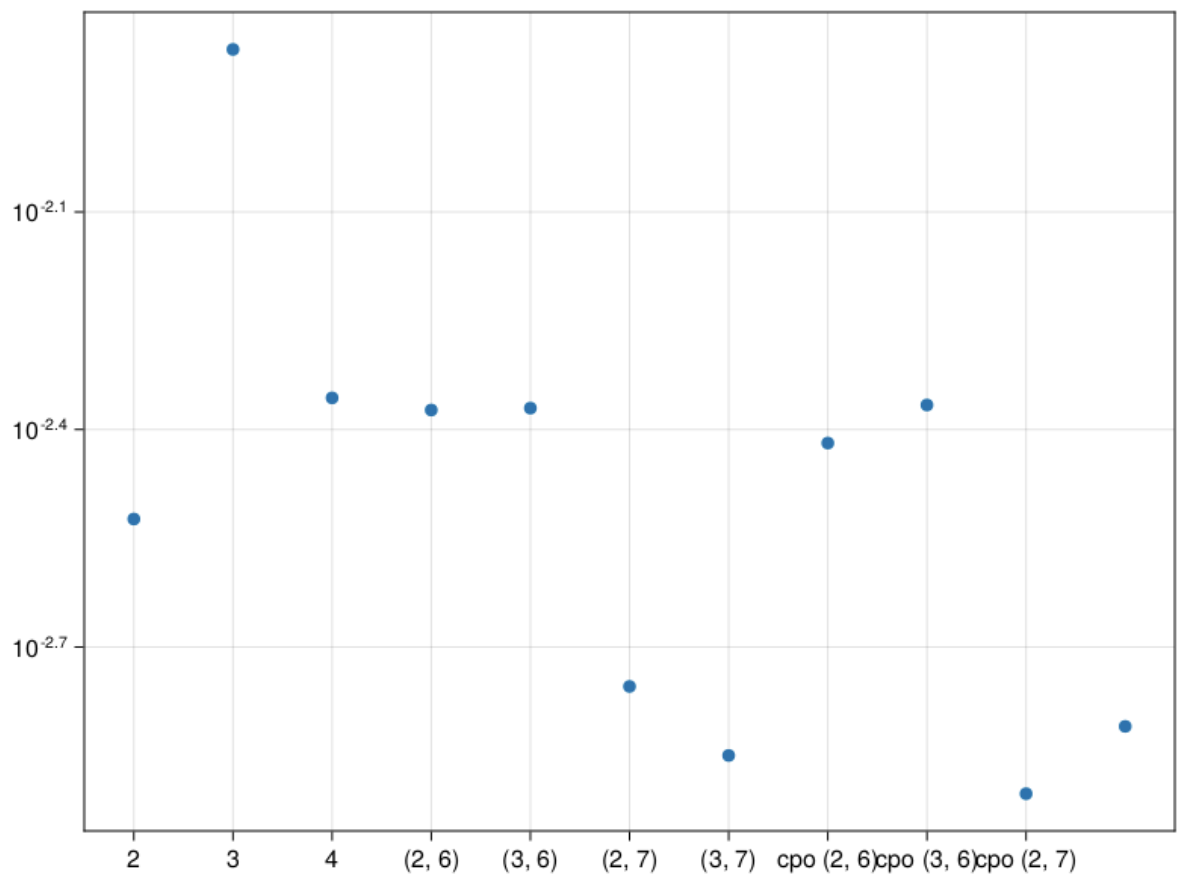 10^-2.1
10^-2.4
10^-2.7
2 3 4 (2, 6) (3, 6) (2, 7) (3, 7) cpo (2, 6) cpo (3, 6) cpo (2, 7)